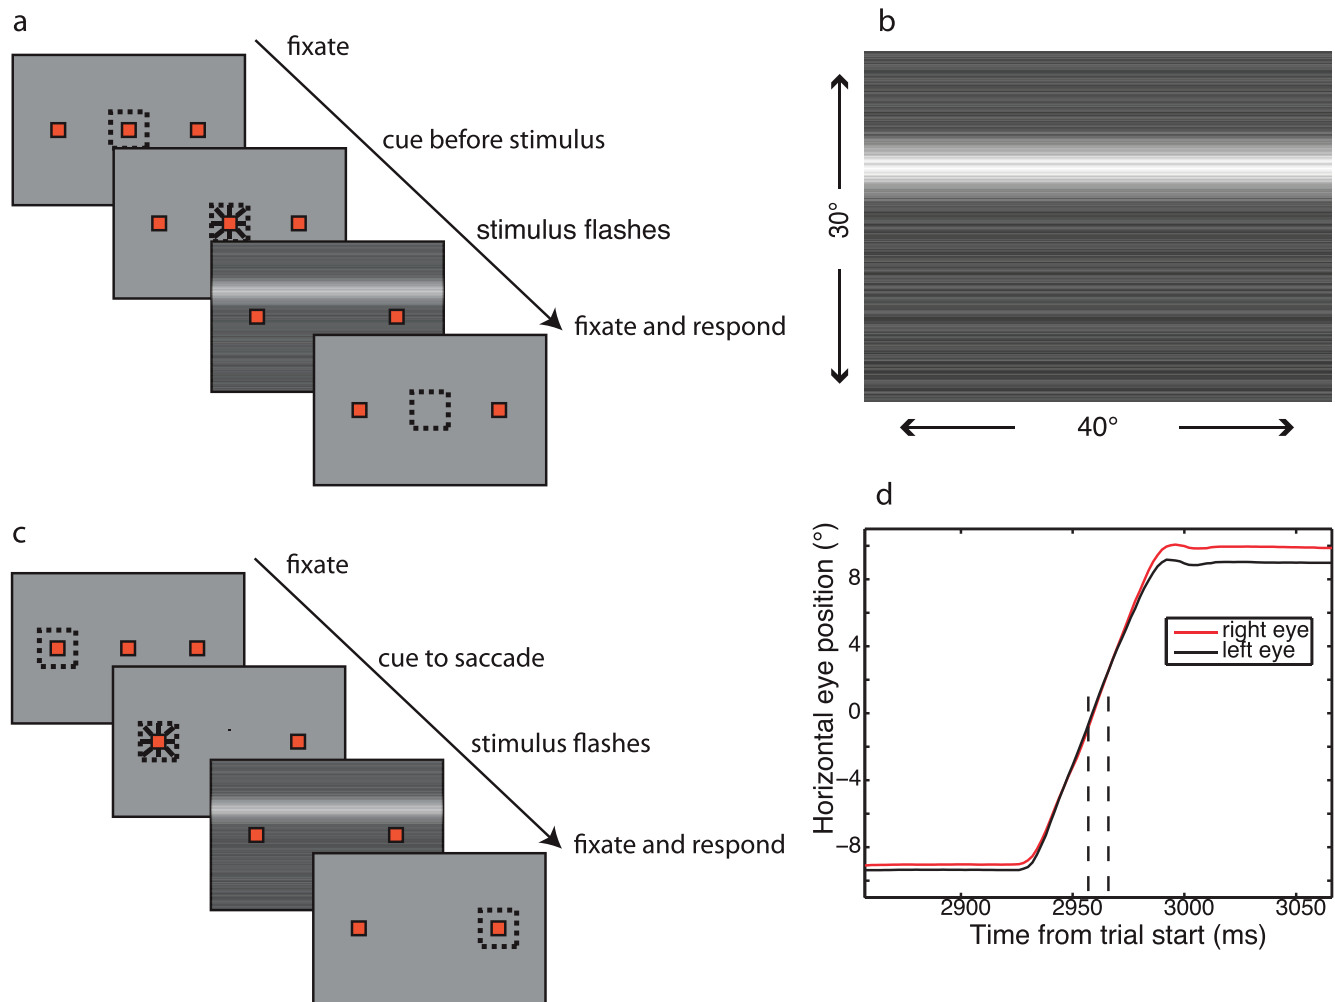 a
fixate
cue before stimulus
stimulus flashes
fixate and respond
b
30°
40°
c
fixate
cue to saccade
stimulus flashes
fixate and respond
d
Horizontal eye position (°)
8
4
0
−4
−8
right eye
left eye
2900 2950 3000 3050
Time from trial start (ms)